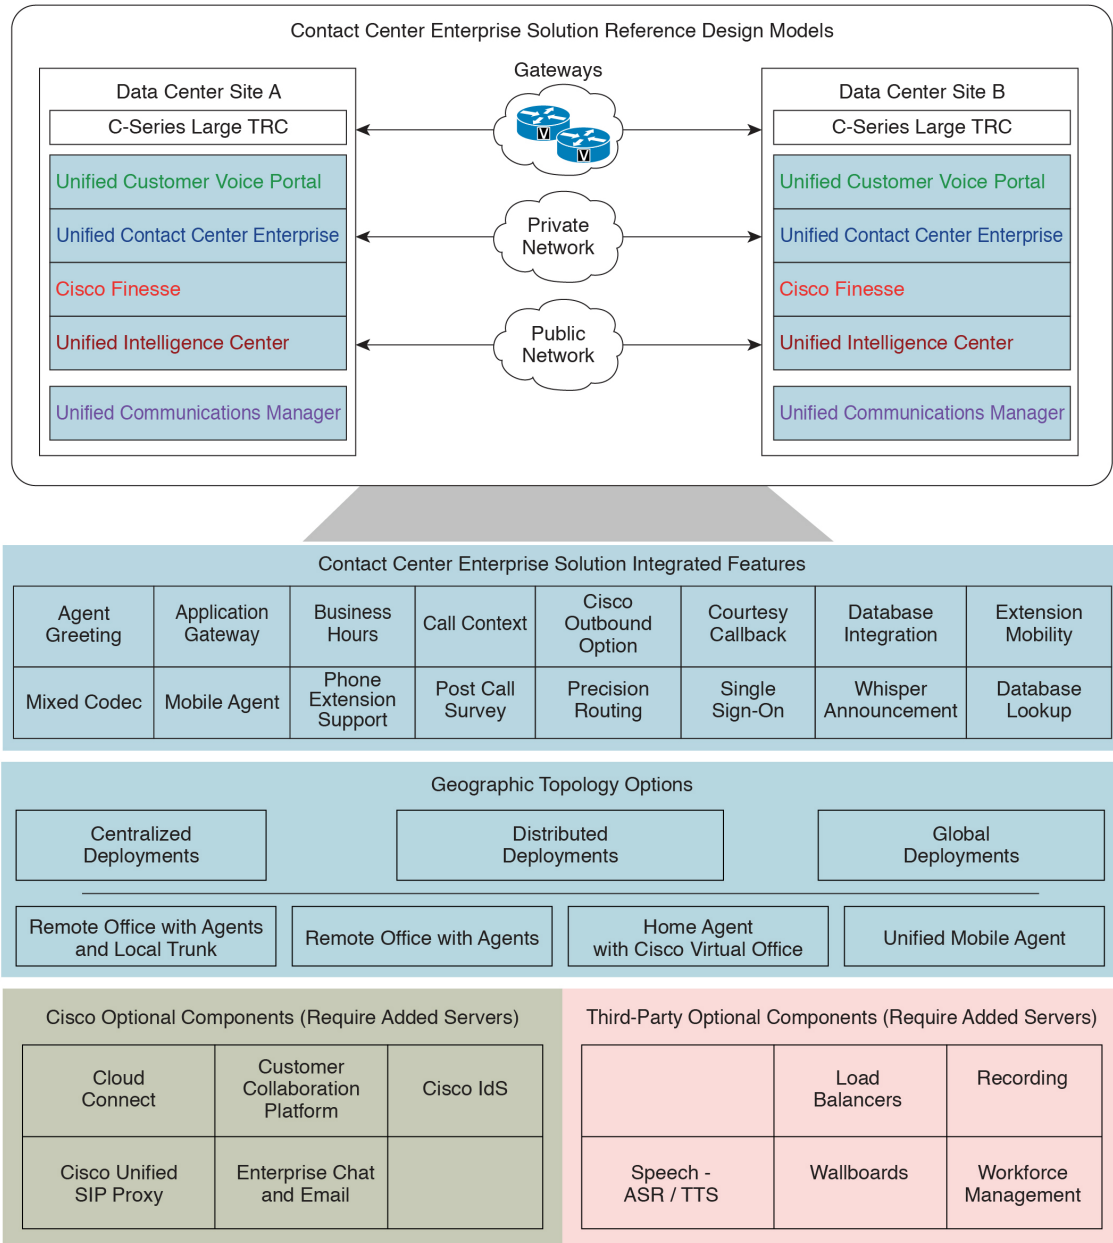 Contact Center Enterprise Solution Reference Design Models
Gateways
Data Center Site A
C-Series Large TRC
Unified Customer Voice Portal
Unified Contact Center Enterprise
Cisco Finesse
Unified Intelligence Center
Unified Communications Manager
V
V
Private
Network
Public
Network
Data Center Site B
C-Series Large TRC
Unified Customer Voice Portal
Unified Contact Center Enterprise
Cisco Finesse
Unified Intelligence Center
Unified Communications Manager
Contact Center Enterprise Solution Integrated Features
Agent
Greeting
Application
Gateway
Business
Hours
Call Context
Cisco
Outbound
Option
Courtesy
Callback
Database
Integration
Extension
Mobility
Mixed Codec
Mobile Agent
Phone
Extension
Support
Post Call
Survey
Precision
Routing
Single
Sign-On
Whisper
Announcement
Database
Lookup
Geographic Topology Options
Centralized
Deployments
Distributed
Deployments
Global
Deployments
Remote Office with Agents
and Local Trunk
Remote Office with Agents
Home Agent
with Cisco Virtual Office
Unified Mobile Agent
Cisco Optional Components (Require Added Servers)
Cloud
Connect
Customer
Collaboration
Platform
Cisco IdS
Cisco Unified
SIP Proxy
Enterprise Chat
and Email
Third-Party Optional Components (Require Added Servers)
Load
Balancers
Recording
Speech -
ASR / TTS
Wallboards
Workforce
Management